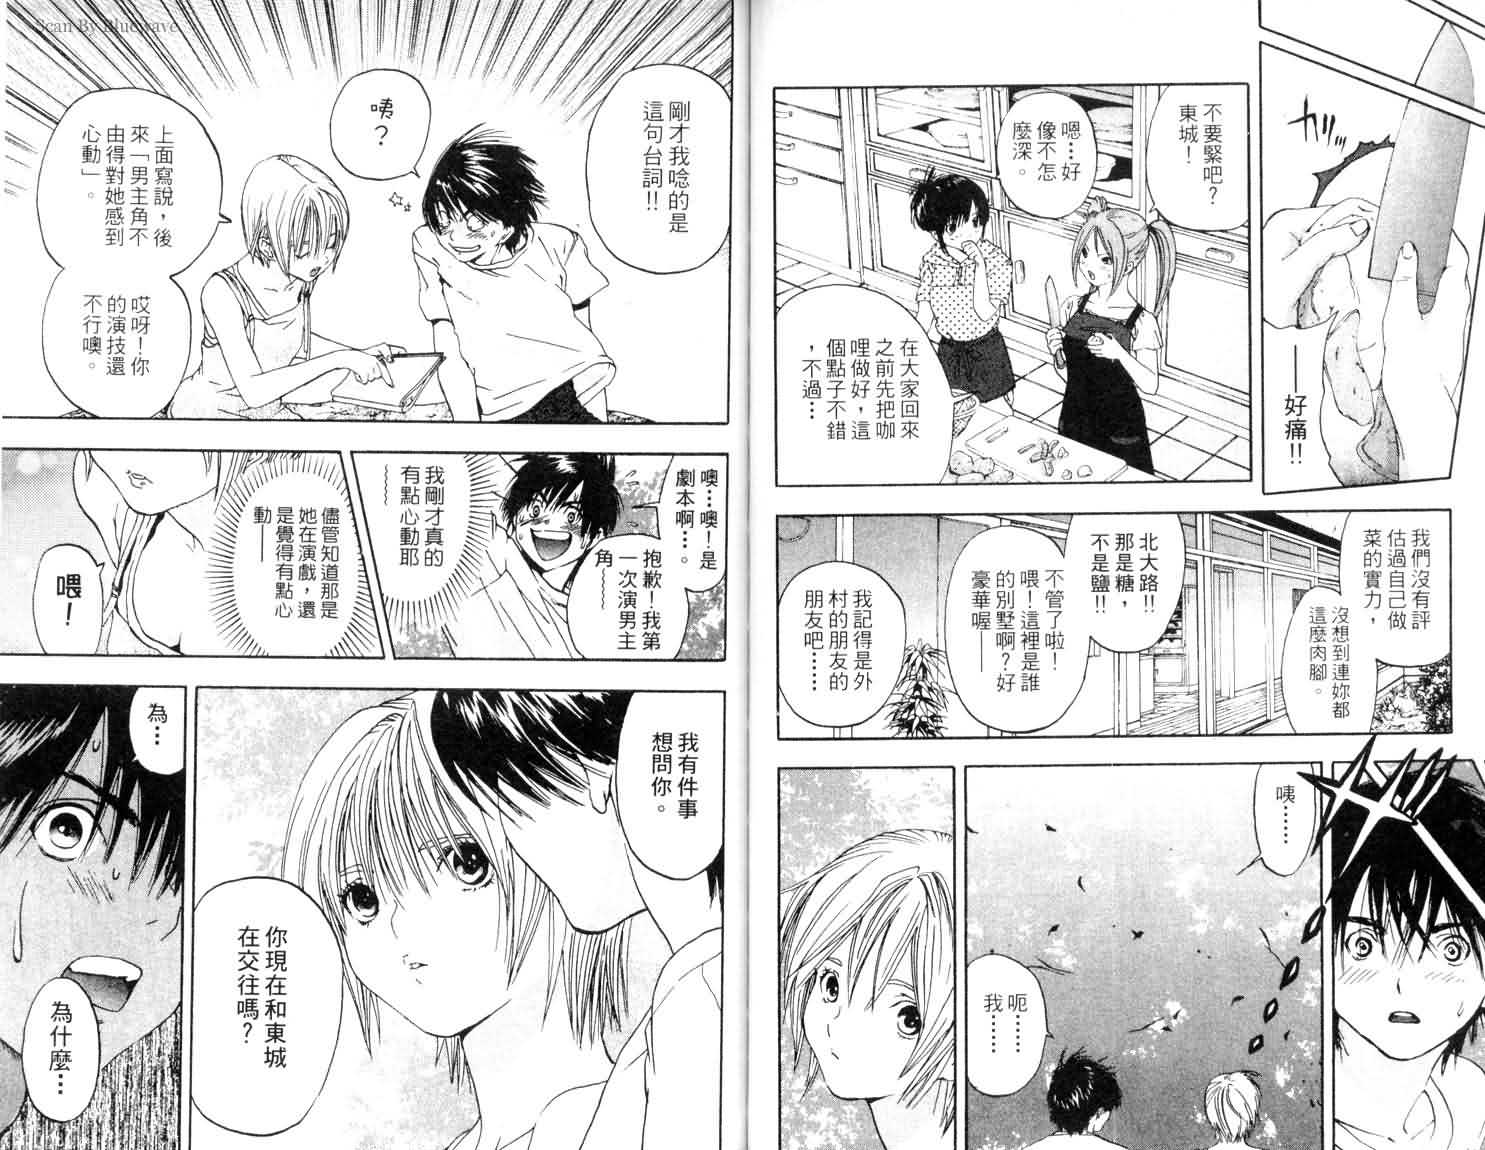 ガリッ
——好痛!!
不要緊吧?
東城!
嗯⋯好
像不怎
麼深。
在大家回來
之前先把咖
哩做好,這
個點子不錯
,不過⋯
我們沒有評
估過自己做
菜的實力,
沒想到連妳都
這麼肉腳。
北大路!!
那是糖,
不是鹽!!
不管了啦!
喂!這裡是誰
的別墅啊?好
豪華喔——
我記得是外
村的朋友的
朋友吧⋯⋯
咦⋯⋯
呃⋯⋯
我⋯⋯
Scan By Bluewave
剛才我唸的是
這句台詞!!
咦?
上面寫說,後
來「男主角不
由得對她感到
心動」。
哎呀!你
的演技還
不行噢。
噢⋯噢!是
劇本啊⋯。
抱歉!我第
一次演男主
角~~~~
我剛才真的
有點心動耶
~~~~
儘管知道那是
她在演戲,還
是覺得有點心
動——
喂!
我有件事
想問你。
你現在和東城
在交往嗎?
為⋯
為什麼⋯